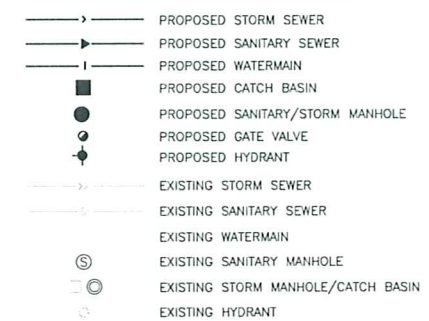 PROPOSED STORM SEWER
PROPOSED SANITARY SEWER
PROPOSED WATERMAIN
PROPOSED CATCH BASIN
PROPOSED SANITARY/STORM MANHOLE
PROPOSED GATE VALVE
PROPOSED HYDRANT
EXISTING STORM SEWER
EXISTING SANITARY SEWER
EXISTING WATERMAIN
Ⓢ EXISTING SANITARY MANHOLE
EXISTING STORM MANHOLE/CATCH BASIN
EXISTING HYDRANT